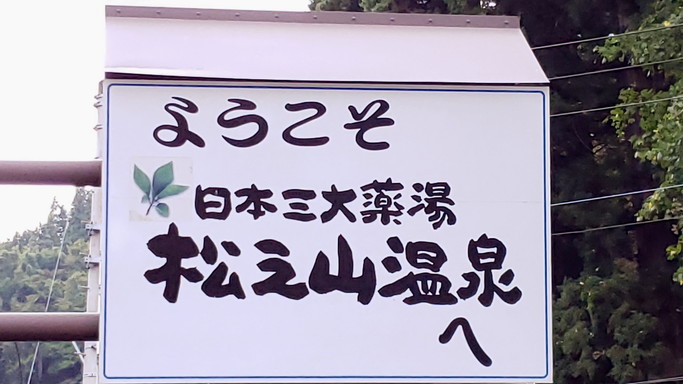 ようこそ
日本三大薬湯
松之山温泉
へ